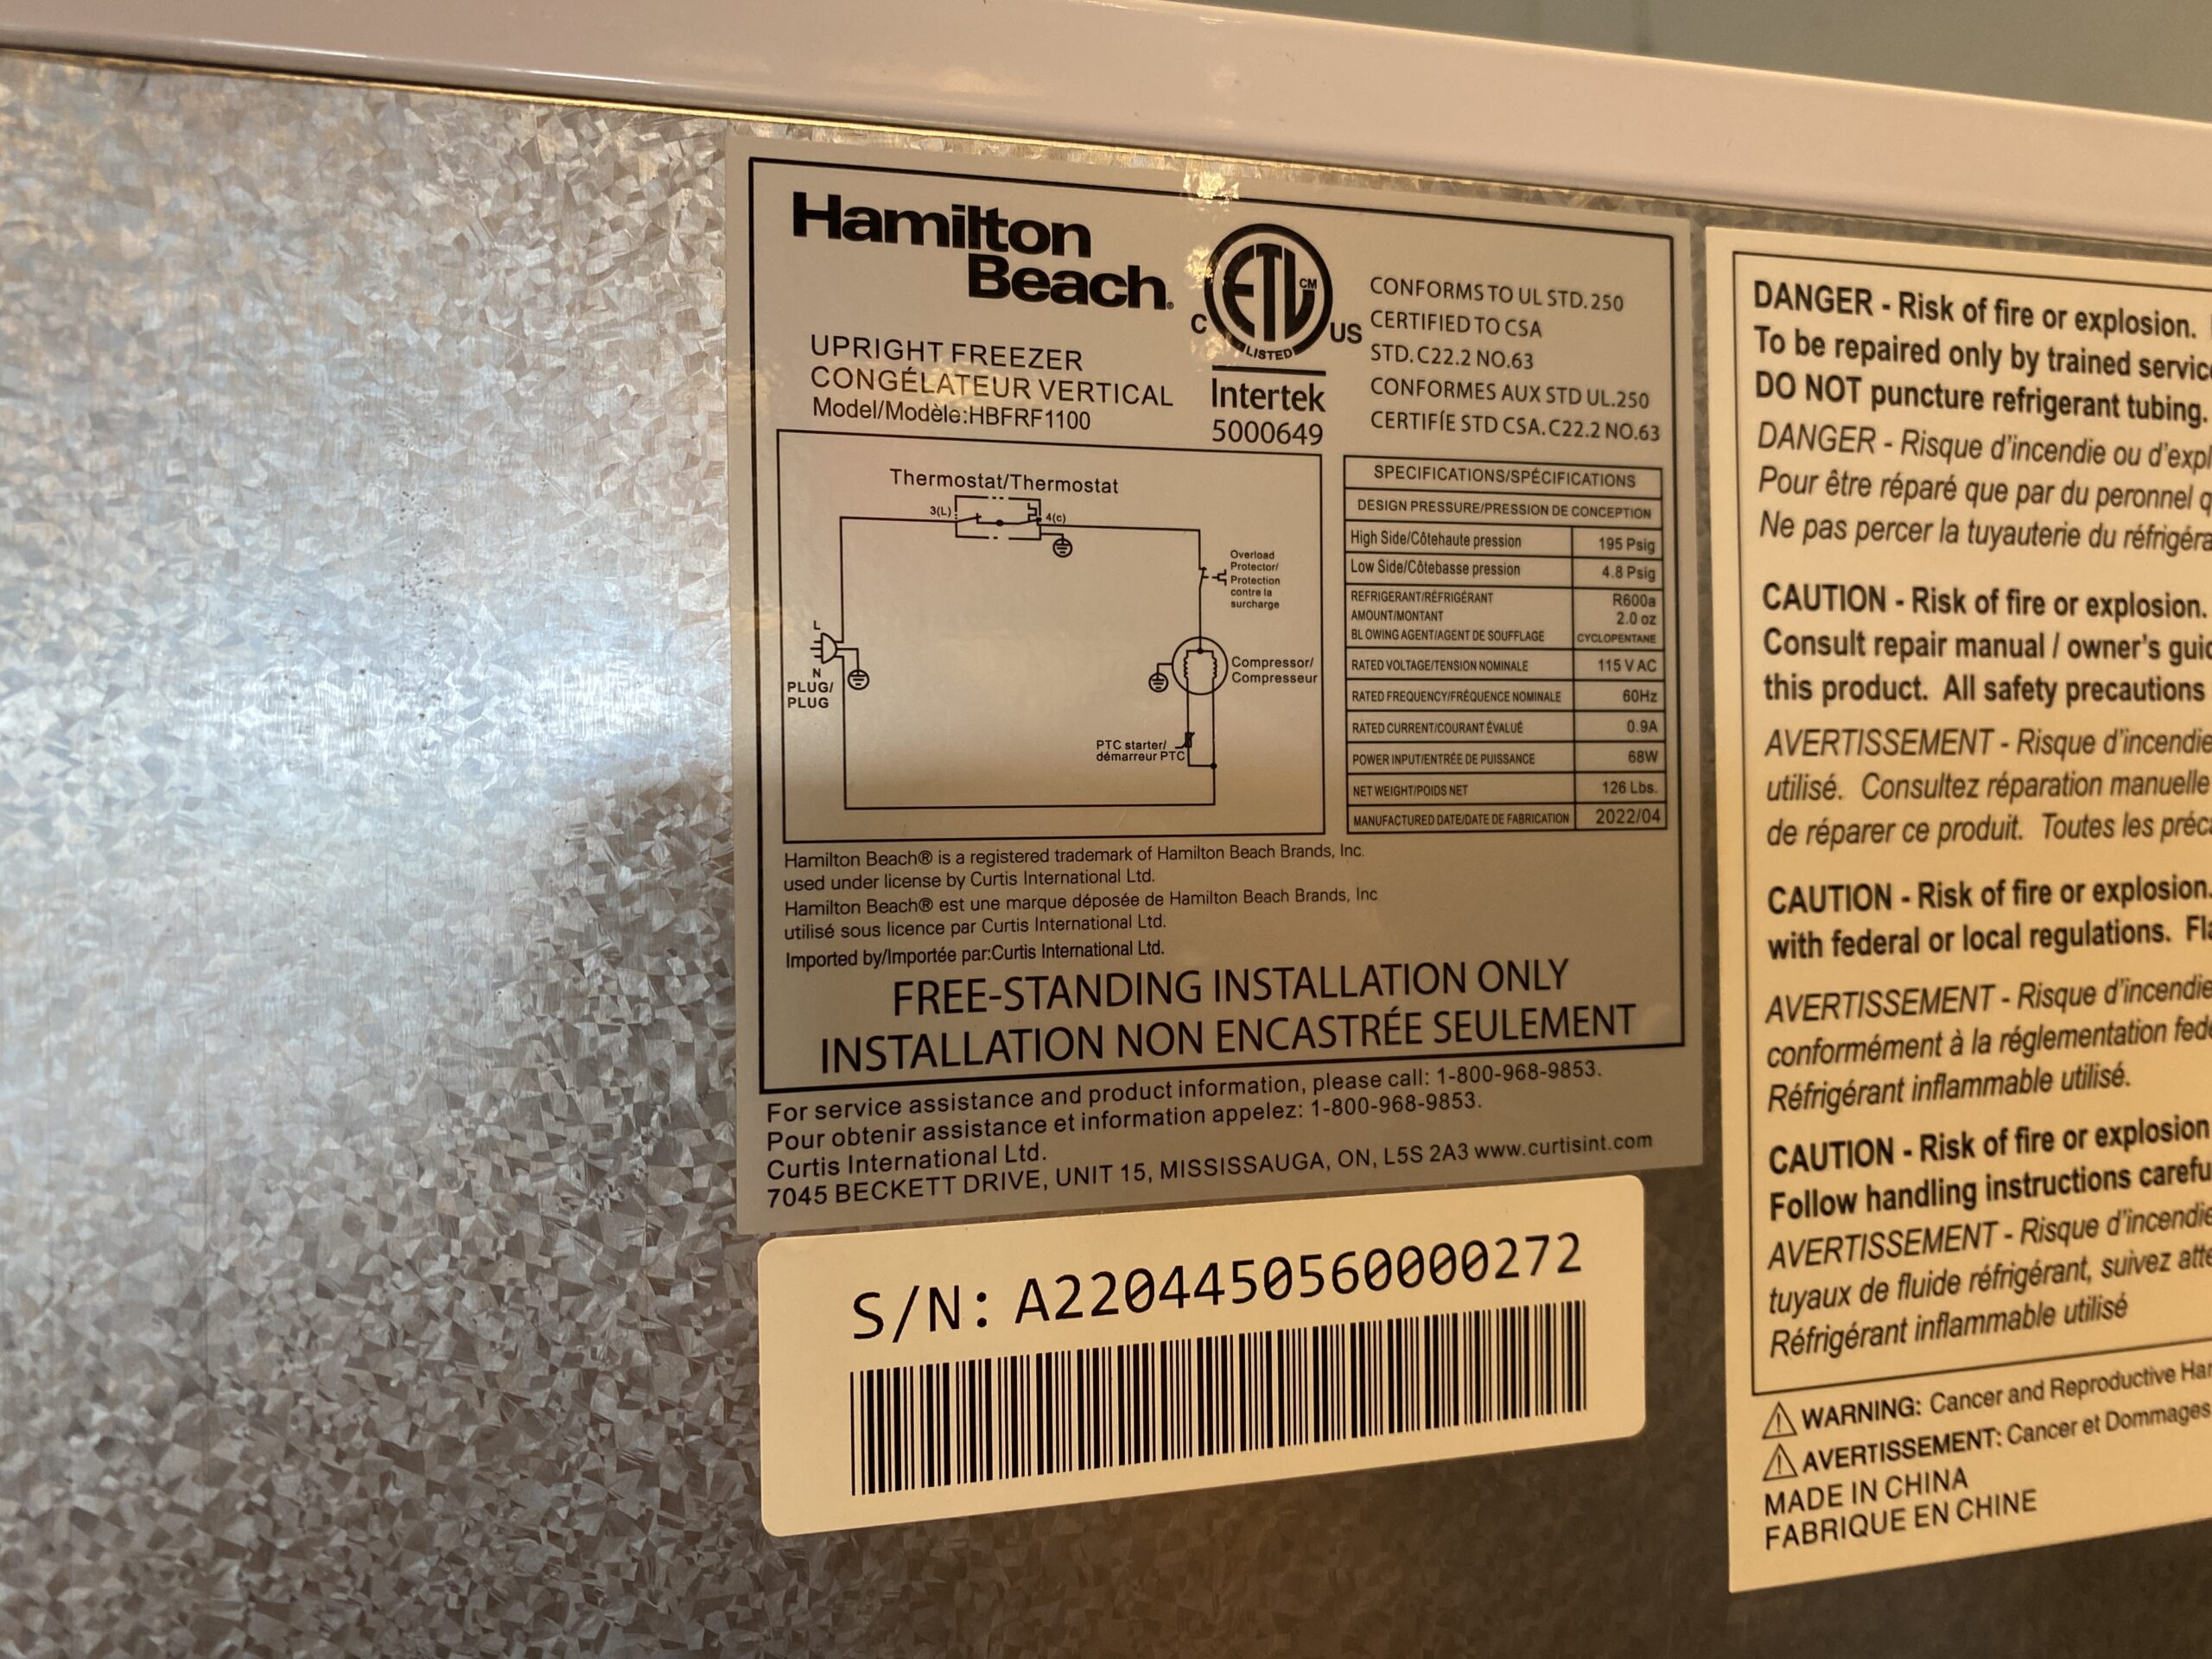 Hamilton
Beach®
UPRIGHT FREEZER
CONGÉLATEUR VERTICAL
Model/Modèle:HBFRF1100
ETL CM
C US
LISTED
Intertek
5000649
CONFORMS TO UL STD.250
CERTIFIED TO CSA
STD.C22.2 NO.63
CONFORMES AUX STD UL.250
CERTIFÍE STD CSA.C22.2 NO.63
Thermostat/Thermostat
3(L)
4(c)
Overload
Protector/
Protection
contre la
surcharge
L
N
PLUG/
PLUG
Compressor/
Compresseur
PTC starter/
démarreur PTC
SPECIFICATIONS/SPÉCIFICATIONS
DESIGN PRESSURE/PRESSION DE CONCEPTION
High Side/Côtehaute pression 195 Psig
Low Side/Côtebasse pression 4.8 Psig
REFRIGERANT/RÉFRIGÉRANT R600a
AMOUNT/MONTANT 2.0 oz
BLOWING AGENT/AGENT DE SOUFFLAGE CYCLOPENTANE
RATED VOLTAGE/TENSION NOMINALE 115 V AC
RATED FREQUENCY/FRÉQUENCE NOMINALE 60Hz
RATED CURRENT/COURANT ÉVALUÉ 0.9A
POWER INPUT/ENTRÉE DE PUISSANCE 68W
NET WEIGHT/POIDS NET 126 Lbs.
MANUFACTURED DATE/DATE DE FABRICATION 2022/04
Hamilton Beach® is a registered trademark of Hamilton Beach Brands, Inc.
used under license by Curtis International Ltd.
Hamilton Beach® est une marque déposée de Hamilton Beach Brands, Inc
utilisé sous licence par Curtis International Ltd.
Imported by/Importée par:Curtis International Ltd.
FREE-STANDING INSTALLATION ONLY
INSTALLATION NON ENCASTRÉE SEULEMENT
For service assistance and product information, please call: 1-800-968-9853.
Pour obtenir assistance et information appelez: 1-800-968-9853.
Curtis International Ltd.
7045 BECKETT DRIVE, UNIT 15, MISSISSAUGA, ON, L5S 2A3 www.curtisint.com
S/N: A2204450560000272
DANGER - Risk of fire or explosion.
To be repaired only by trained
DO NOT puncture refrigerant tubing.
DANGER - Risque d'incendie ou
Pour être réparé que par du peronnel
Ne pas percer la tuyauterie du
CAUTION - Risk of fire or explosion.
Consult repair manual / owner's
this product. All safety precautions
AVERTISSEMENT - Risque d'incendie
utilisé. Consultez réparation manuelle
de réparer ce produit. Toutes les
CAUTION - Risk of fire or explosion.
with federal or local regulations.
AVERTISSEMENT - Risque d'incendie
conformément à la réglementation
Réfrigérant inflammable utilisé.
CAUTION - Risk of fire or explosion
Follow handling instructions
AVERTISSEMENT - Risque d'incendie
tuyaux de fluide réfrigérant, suivez
Réfrigérant inflammable utilisé
WARNING: Cancer and Reproductive
AVERTISSEMENT: Cancer et Dommages
MADE IN CHINA
FABRIQUE EN CHINE